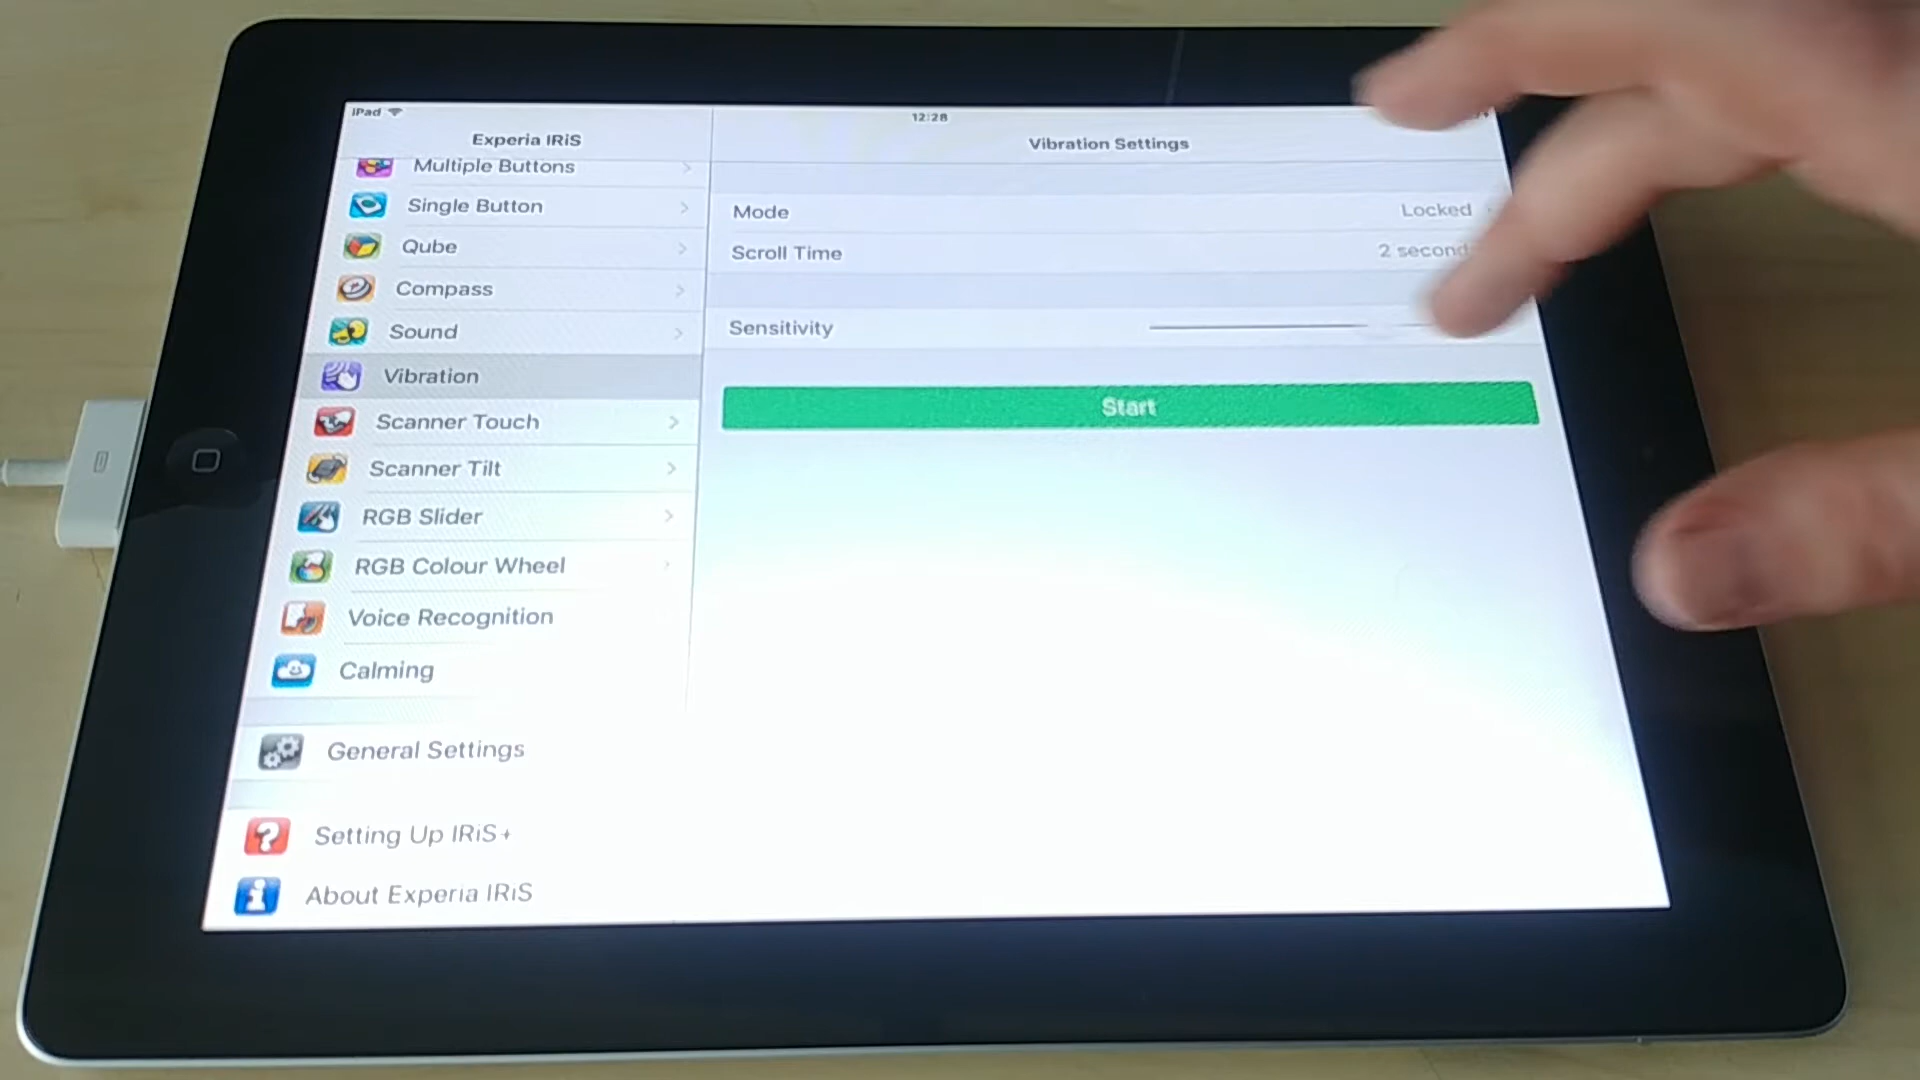 iPad
12:28
Experia IRiS
Vibration Settings
Multiple Buttons
Single Button
Qube
Compass
Sound
Vibration
Scanner Touch
Scanner Tilt
RGB Slider
RGB Colour Wheel
Voice Recognition
Calming
General Settings
Setting Up IRiS+
About Experia IRiS
Mode
Locked
Scroll Time
2 second
Sensitivity
Start